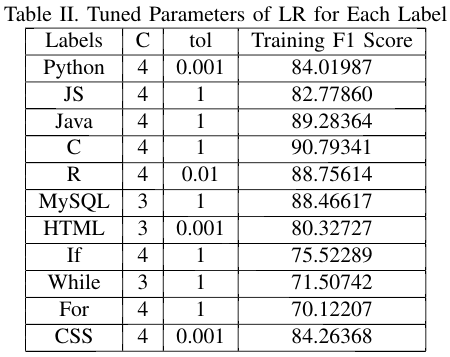 Table II. Tuned Parameters of LR for Each Label
Labels C tol Training F1 Score
Python 4 0.001 84.01987
JS 4 1 82.77860
Java 4 1 89.28364
C 4 1 90.79341
R 4 0.01 88.75614
MySQL 3 1 88.46617
HTML 3 0.001 80.32727
If 4 1 75.52289
While 3 1 71.50742
For 4 1 70.12207
CSS 4 0.001 84.26368